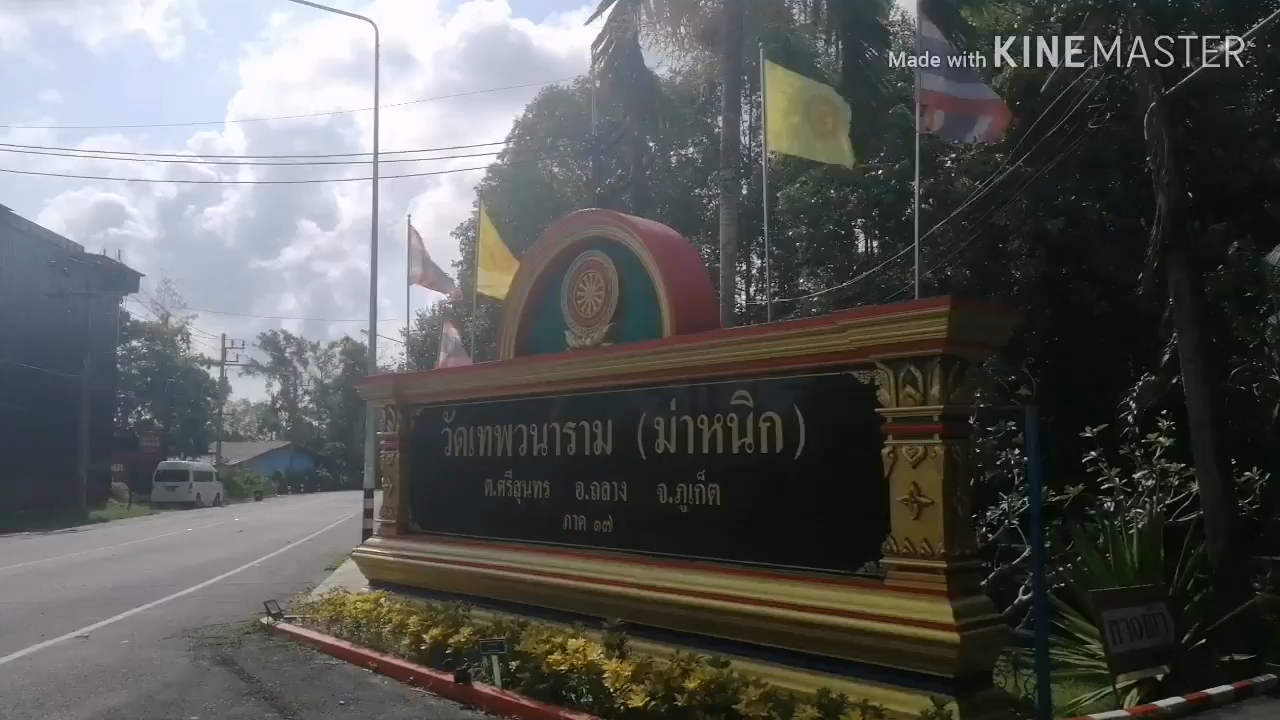 Made with KINEMASTER
วัดเทพวนาราม (ม่าหนิก)
ต.ศรีสุนทร อ.ถลาง จ.ภูเก็ต
ภาค ๑๗